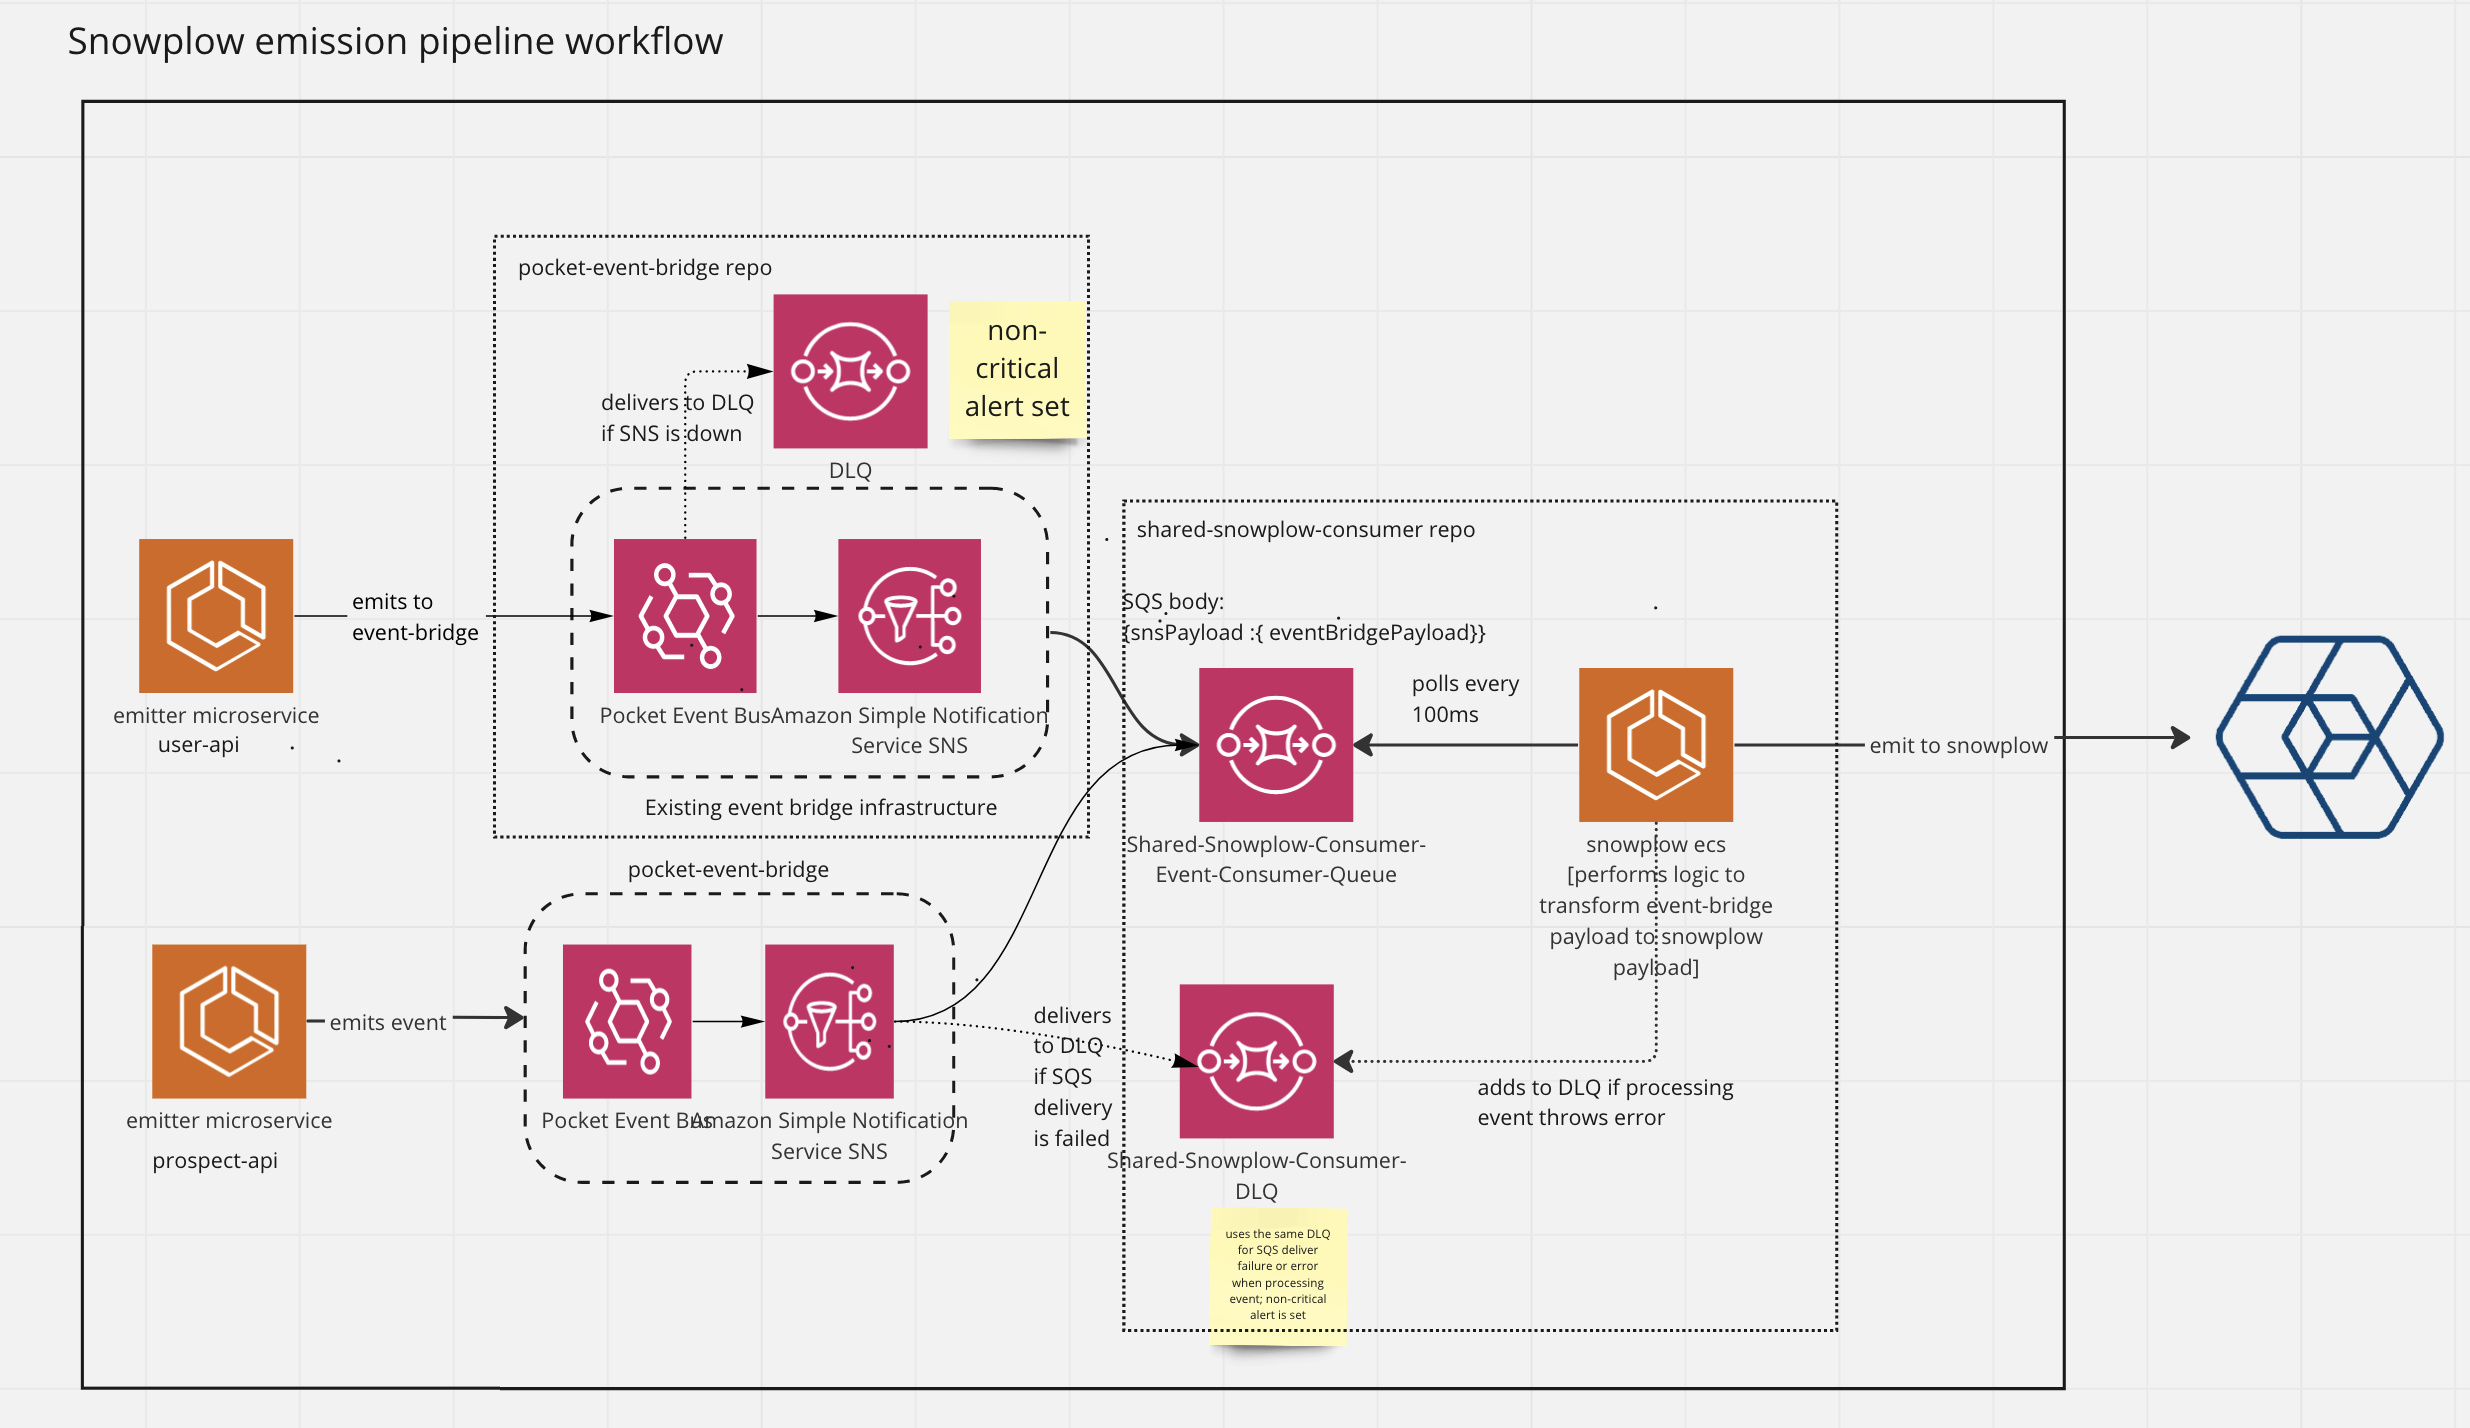 Snowplow emission pipeline workflow
pocket-event-bridge repo
non-
critical
alert set
delivers to DLQ
if SNS is down
DLQ
emits to
event-bridge
emitter microservice
user-api
Pocket Event Bus
Amazon Simple Notification
Service SNS
Existing event bridge infrastructure
shared-snowplow-consumer repo
SQS body:
{snsPayload :{ eventBridgePayload}}
polls every
100ms
emit to snowplow
Shared-Snowplow-Consumer-
Event-Consumer-Queue
snowplow ecs
[performs logic to
transform event-bridge
payload to snowplow
payload]
pocket-event-bridge
emits event
emitter microservice
prospect-api
Pocket Event Bus
Amazon Simple Notification
Service SNS
delivers
to DLQ
if SQS
delivery
is failed
adds to DLQ if processing
event throws error
Shared-Snowplow-Consumer-
DLQ
uses the same DLQ
for SQS deliver
failure or error
when processing
event; non-critical
alert is set